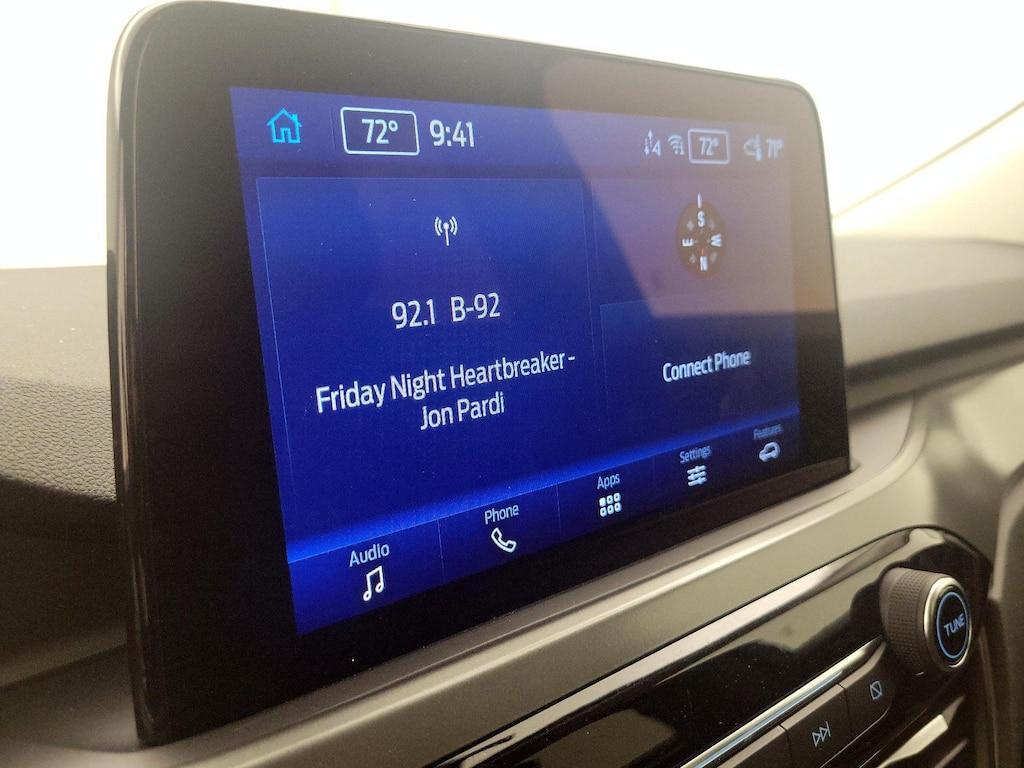 72° 9:41 72° 71°
S
E W
N
92.1 B-92
Friday Night Heartbreaker -
Jon Pardi
Connect Phone
Audio
Phone
Apps
Settings
Features
TUNE